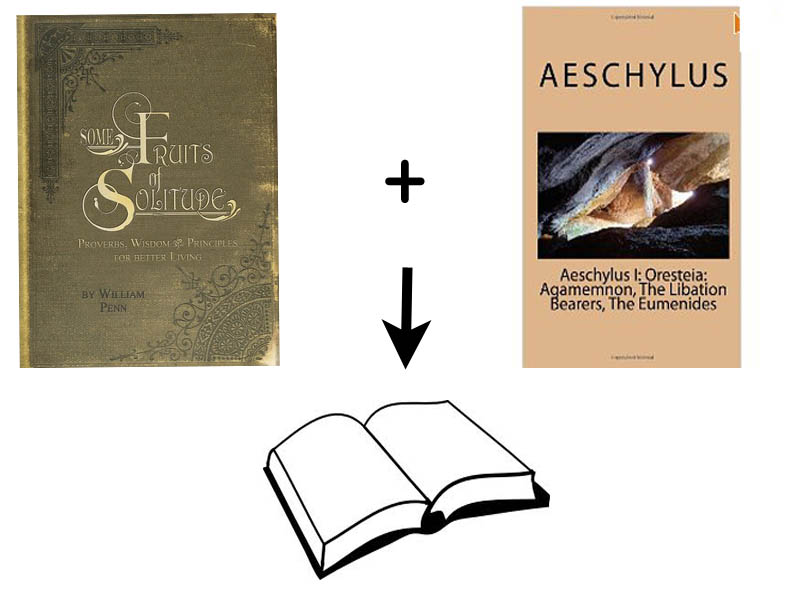 SOME
FRUITS
of
SOLITUDE
PROVERBS, WISDOM & PRINCIPLES
FOR BETTER LIVING
BY WILLIAM
PENN
+
AESCHYLUS
Aeschylus I: Oresteia:
Agamemnon, The Libation
Bearers, The Eumenides